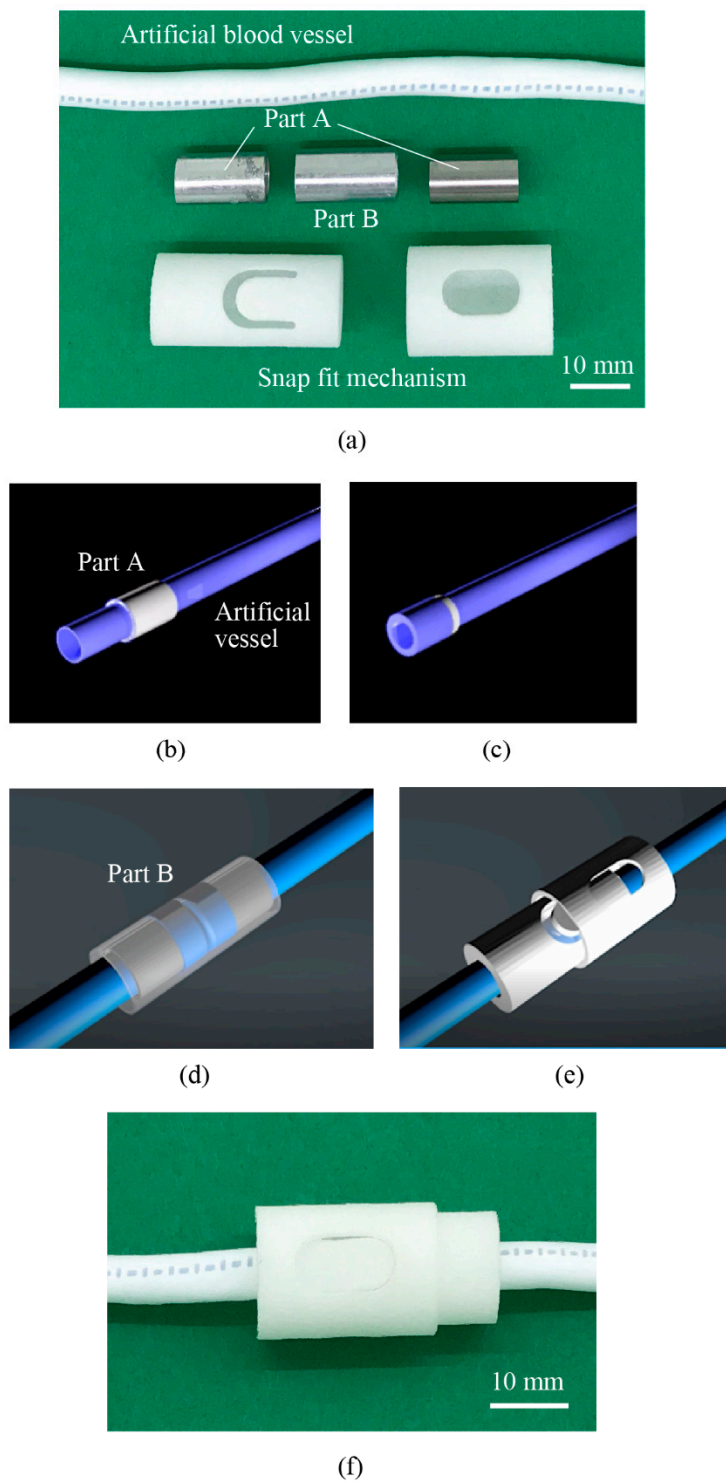 Artificial blood vessel
Part A
Part B
Snap fit mechanism
10 mm
(a)
Part A
Artificial
vessel
(b)
(c)
Part B
(d)
(e)
10 mm
(f)